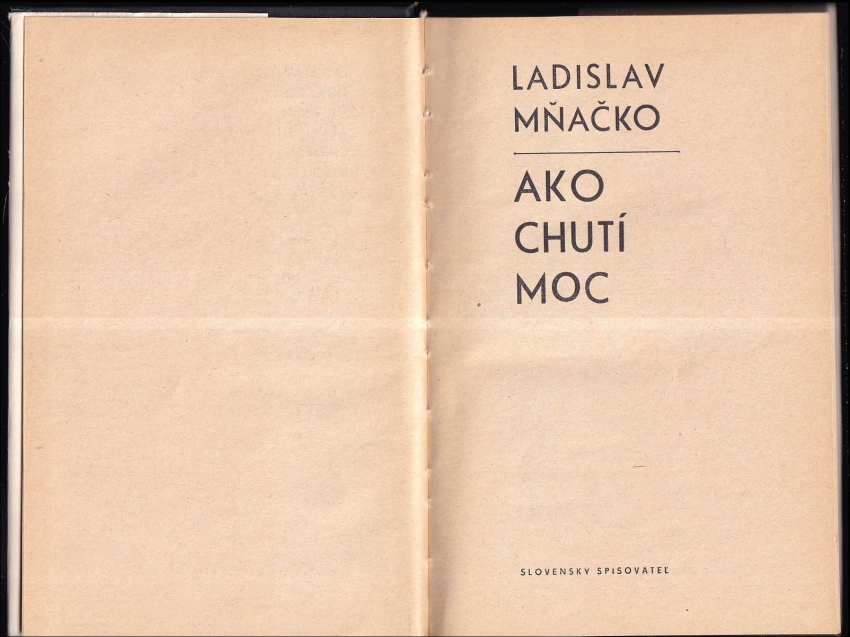 LADISLAV
MŇAČKO
AKO
CHUTÍ
MOC
SLOVENSKÝ SPISOVATEĽ